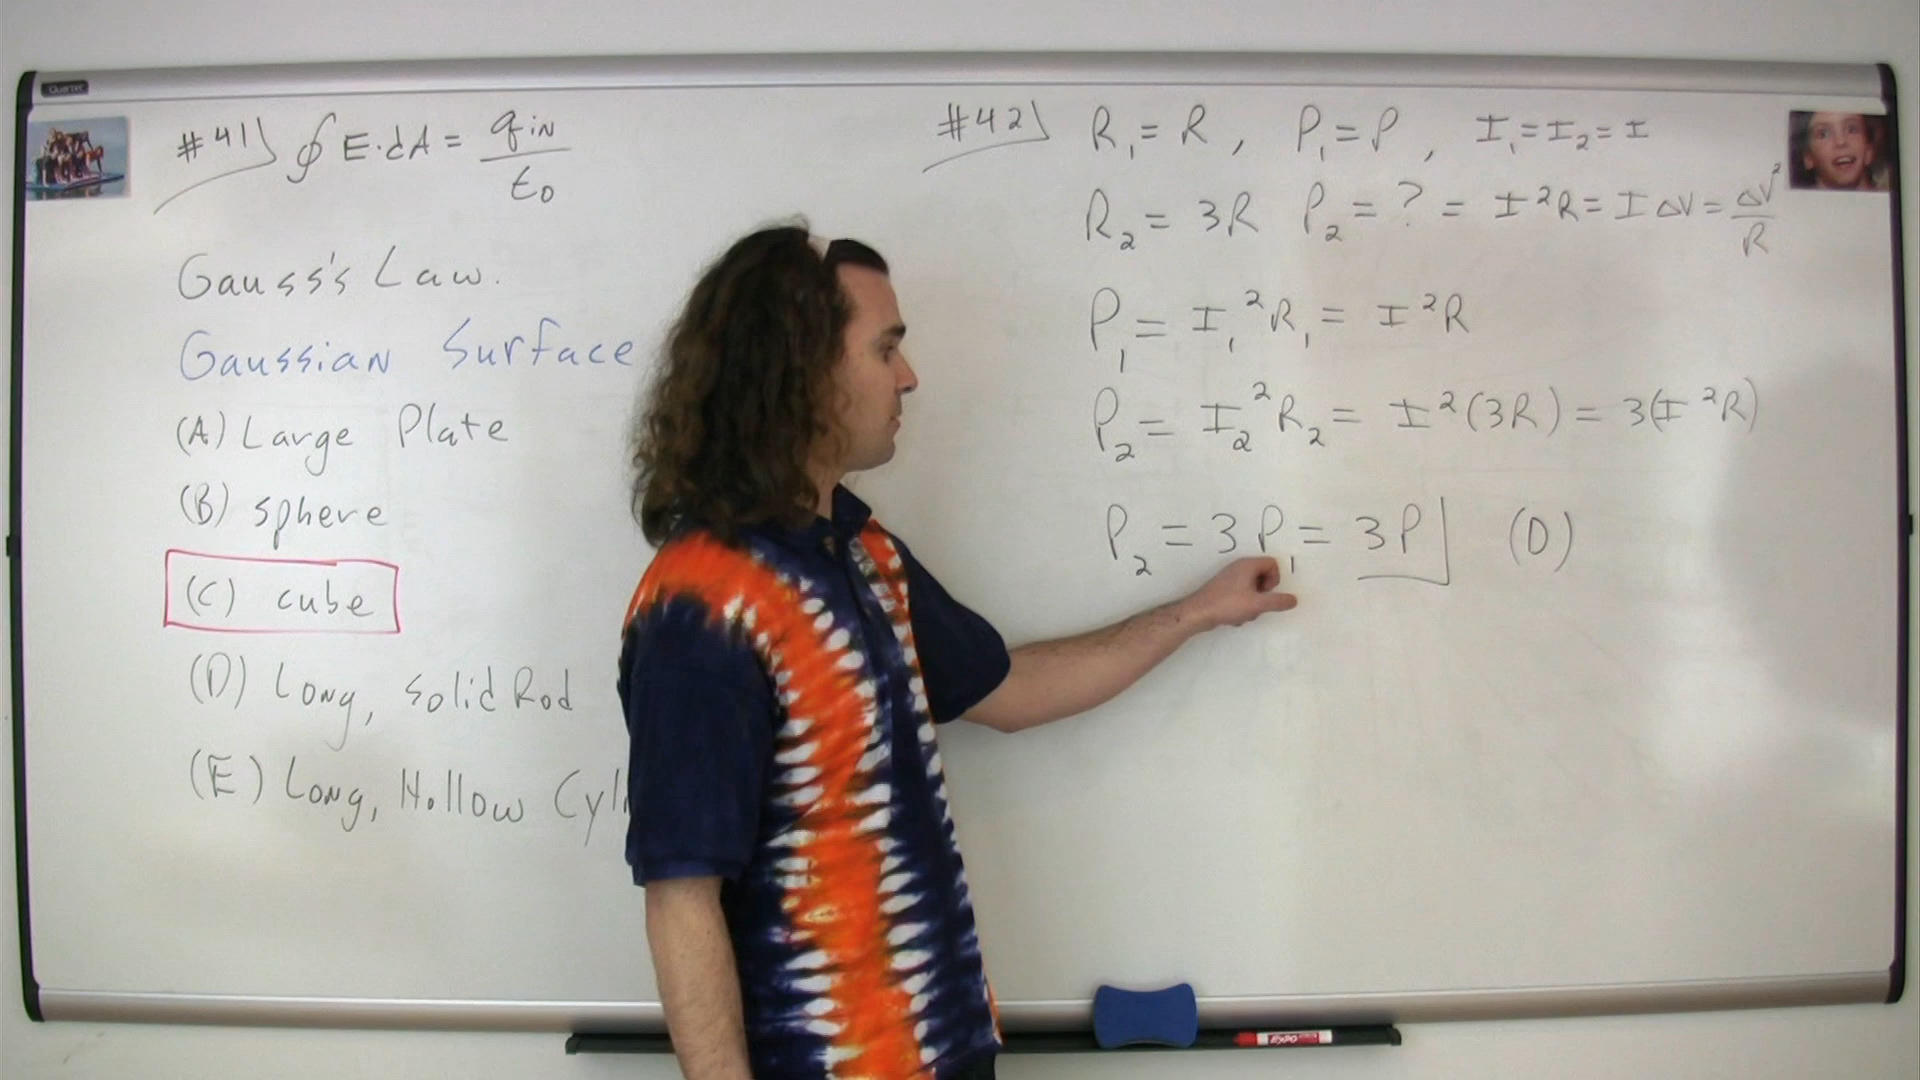 Quartet
#41) ∮ E·dA = qin/ε0
Gauss's Law.
Gaussian Surface
(A) Large Plate
(B) sphere
(C) cube
(D) Long, Solid Rod
(E) Long, Hollow
#42) R₁ = R, P₁ = P, I₁ = I₂ = I
R₂ = 3R P₂ = ? = I²R = I ΔV = ΔV²/R
P₁ = I₁²R₁ = I²R
P₂ = I₂²R₂ = I²(3R) = 3(I²R)
P₂ = 3P₁ = 3P (D)
EXPO